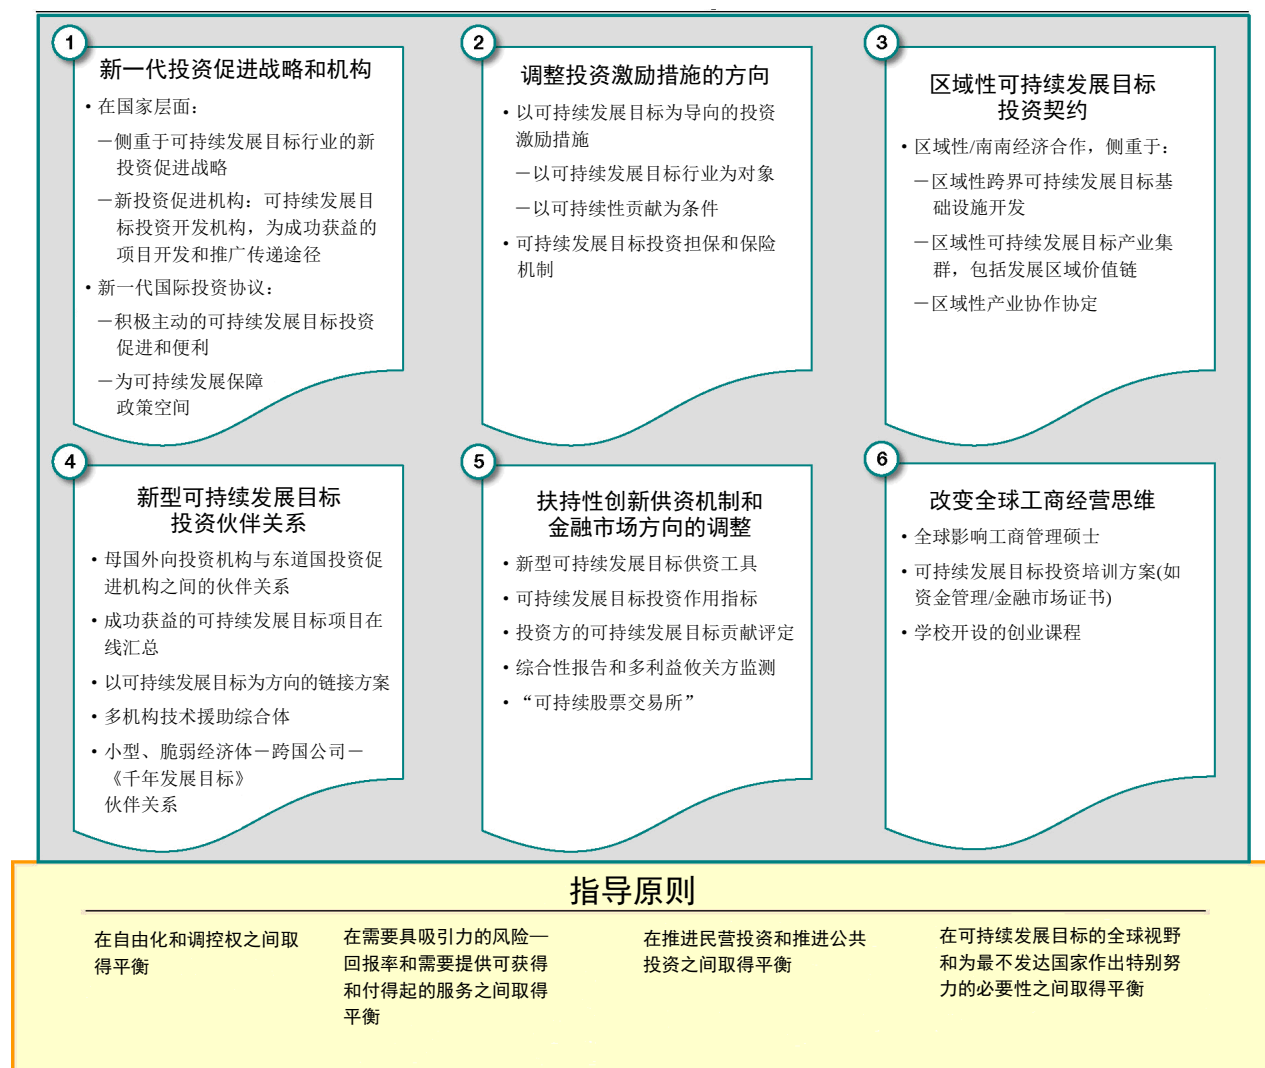 1
新一代投资促进战略和机构
• 在国家层面：
－侧重于可持续发展目标行业的新
投资促进战略
－新投资促进机构：可持续发展目
标投资开发机构，为成功获益的
项目开发和推广传递途径
• 新一代国际投资协议：
－积极主动的可持续发展目标投资
促进和便利
－为可持续发展保障
政策空间
2
调整投资激励措施的方向
• 以可持续发展目标为导向的投资
激励措施
－以可持续发展目标行业为对象
－以可持续性贡献为条件
• 可持续发展目标投资担保和保险
机制
3
区域性可持续发展目标
投资契约
• 区域性/南南经济合作，侧重于：
－区域性跨界可持续发展目标基
础设施开发
－区域性可持续发展目标产业集
群，包括发展区域价值链
－区域性产业协作协定
4
新型可持续发展目标
投资伙伴关系
• 母国外向投资机构与东道国投资促
进机构之间的伙伴关系
• 成功获益的可持续发展目标项目在
线汇总
• 以可持续发展目标为方向的链接方案
• 多机构技术援助综合体
• 小型、脆弱经济体－跨国公司－
《千年发展目标》
伙伴关系
5
扶持性创新供资机制和
金融市场方向的调整
• 新型可持续发展目标供资工具
• 可持续发展目标投资作用指标
• 投资方的可持续发展目标贡献评定
• 综合性报告和多利益攸关方监测
• “可持续股票交易所”
6
改变全球工商经营思维
• 全球影响工商管理硕士
• 可持续发展目标投资培训方案(如
资金管理/金融市场证书)
• 学校开设的创业课程
指导原则
在自由化和调控权之间取
得平衡
在需要具吸引力的风险—
回报率和需要提供可获得
和付得起的服务之间取得
平衡
在推进民营投资和推进公共
投资之间取得平衡
在可持续发展目标的全球视野
和为最不发达国家作出特别努
力的必要性之间取得平衡